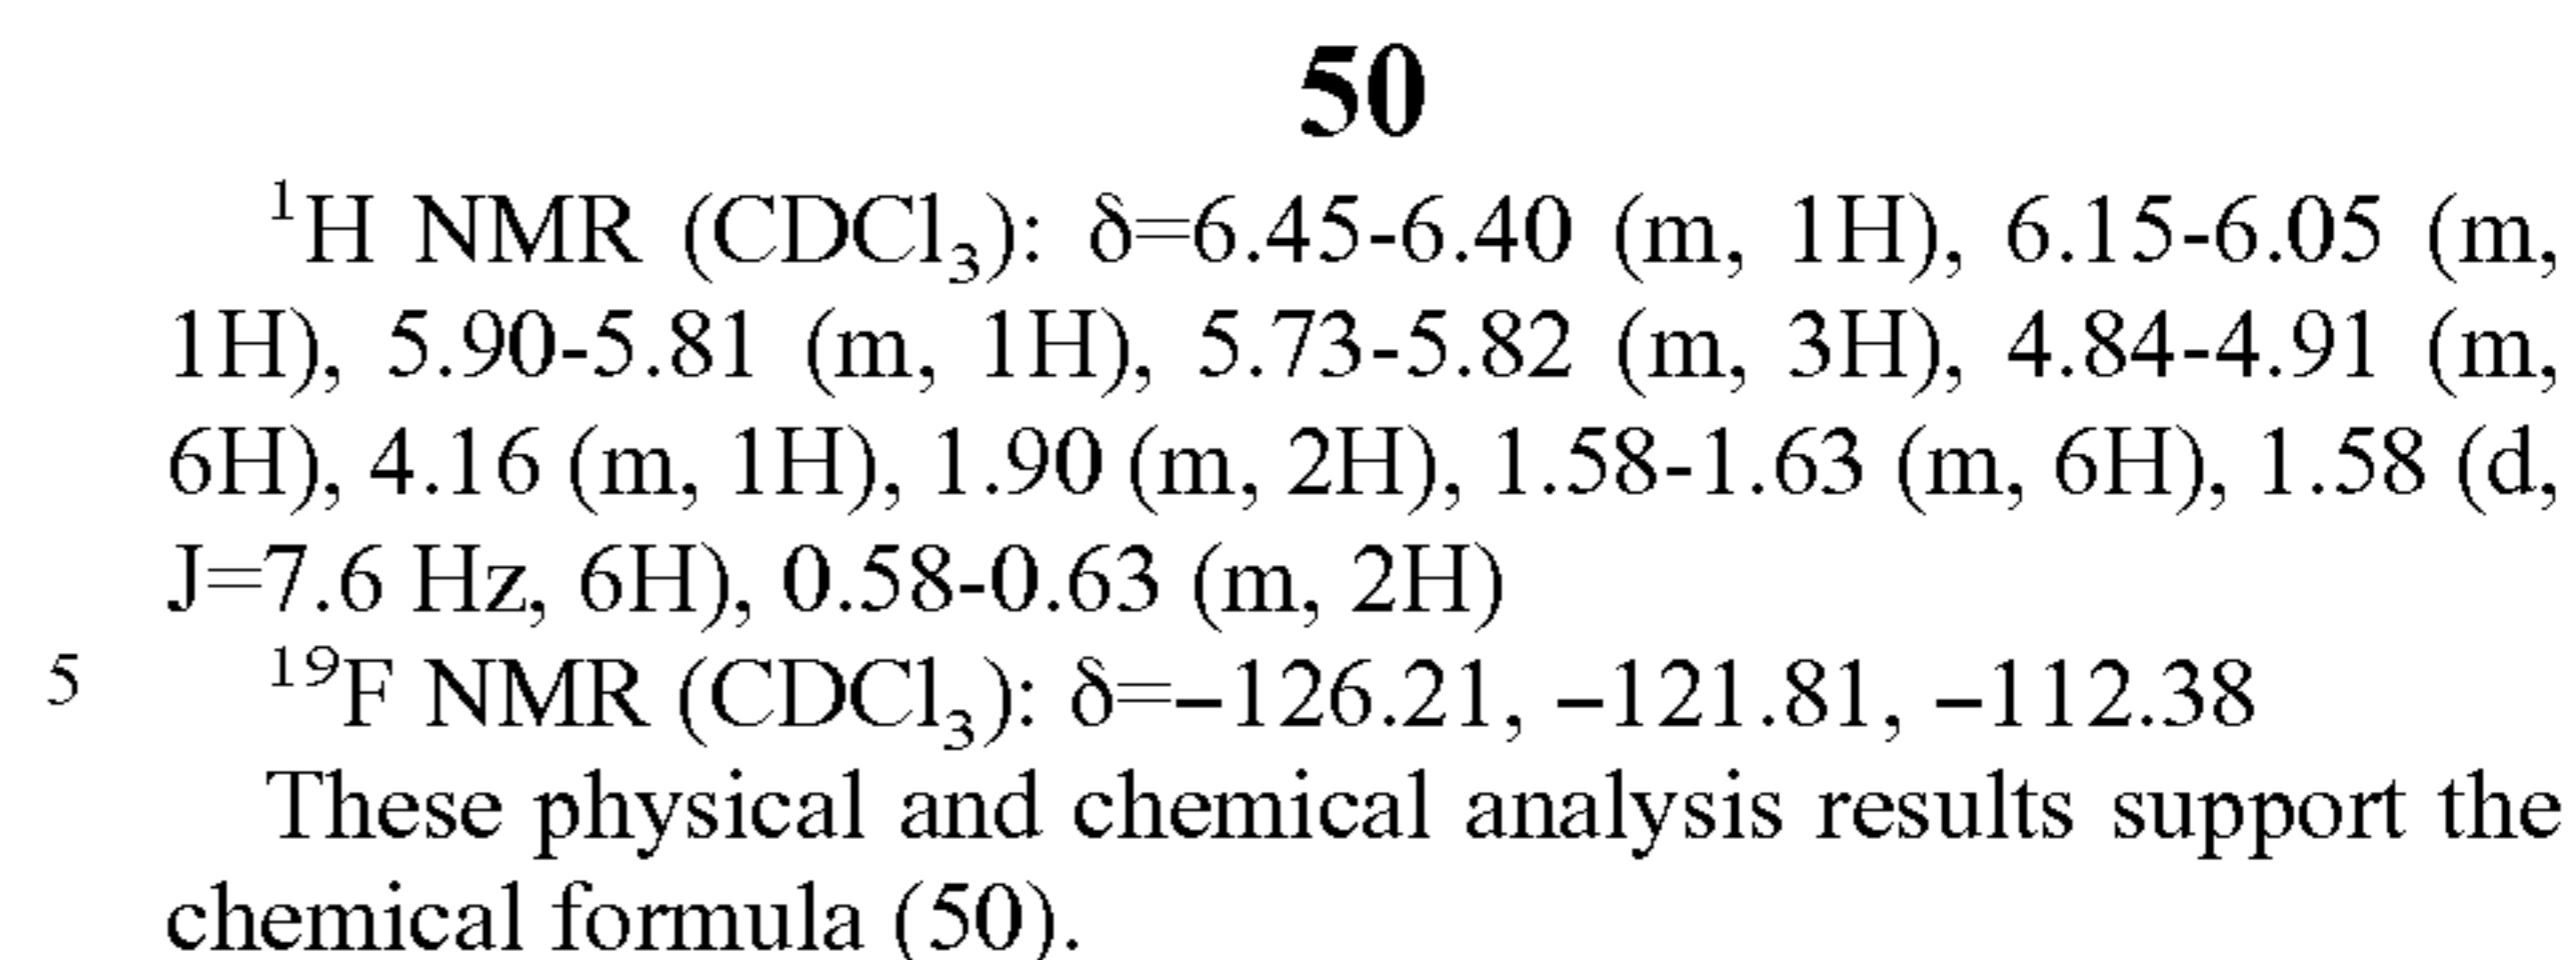 50
¹H NMR (CDCl₃): δ=6.45-6.40 (m, 1H), 6.15-6.05 (m,
1H), 5.90-5.81 (m, 1H), 5.73-5.82 (m, 3H), 4.84-4.91 (m,
6H), 4.16 (m, 1H), 1.90 (m, 2H), 1.58-1.63 (m, 6H), 1.58 (d,
J=7.6 Hz, 6H), 0.58-0.63 (m, 2H)
5 ¹⁹F NMR (CDCl₃): δ=−126.21, −121.81, −112.38
These physical and chemical analysis results support the
chemical formula (50).